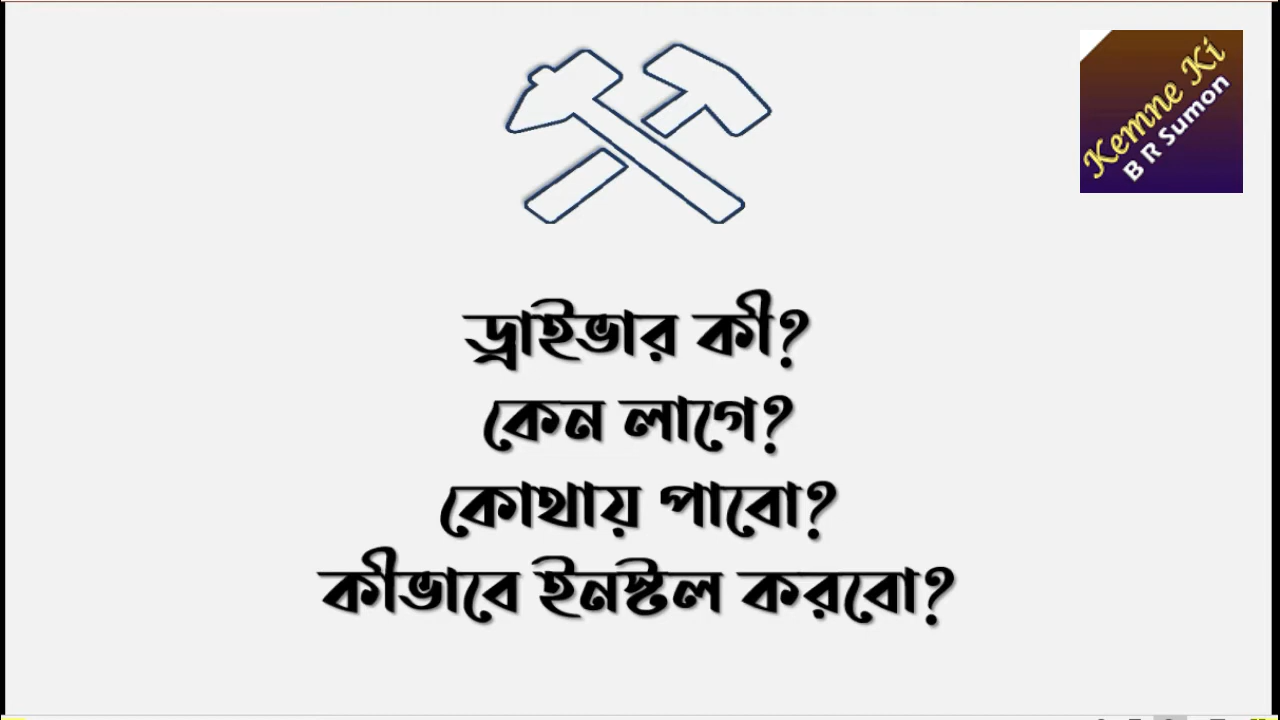 Kemne Ki
B R Sumon
ড্রাইভার কী?
কেন লাগে?
কোথায় পাবো?
কীভাবে ইনস্টল করবো?